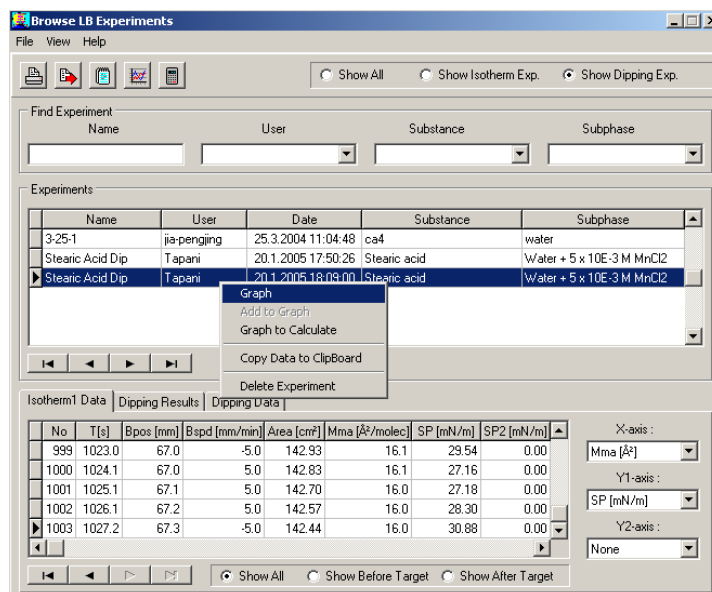 Browse LB Experiments
File View Help
Show All Show Isotherm Exp. Show Dipping Exp.
Find Experiment
Name User Substance Subphase
Experiments
Name User Date Substance Subphase
3-25-1 jia-pengjing 25.3.2004 11:04:48 ca4 water
Stearic Acid Dip Tapani 20.1.2005 17:50:26 Stearic acid Water + 5 x 10E-3 M MnCl2
Stearic Acid Dip Tapani 20.1.2005 18:09:00 Stearic acid Water + 5 x 10E-3 M MnCl2
Graph
Add to Graph
Graph to Calculate
Copy Data to ClipBoard
Delete Experiment
Isotherm1 Data Dipping Results Dipping Data
No T[s] Bpos [mm] Bspd [mm/min] Area [cm²] Mma [Å²/molec] SP [mN/m] SP2 [mN/m]
999 1023.0 67.0 -5.0 142.93 16.1 29.54 0.00
1000 1024.1 67.0 5.0 142.83 16.1 27.16 0.00
1001 1025.1 67.1 5.0 142.70 16.0 27.18 0.00
1002 1026.1 67.2 5.0 142.57 16.0 28.30 0.00
1003 1027.2 67.3 -5.0 142.44 16.0 30.88 0.00
X-axis :
Mma [Å²]
Y1-axis :
SP [mN/m]
Y2-axis :
None
Show All Show Before Target Show After Target